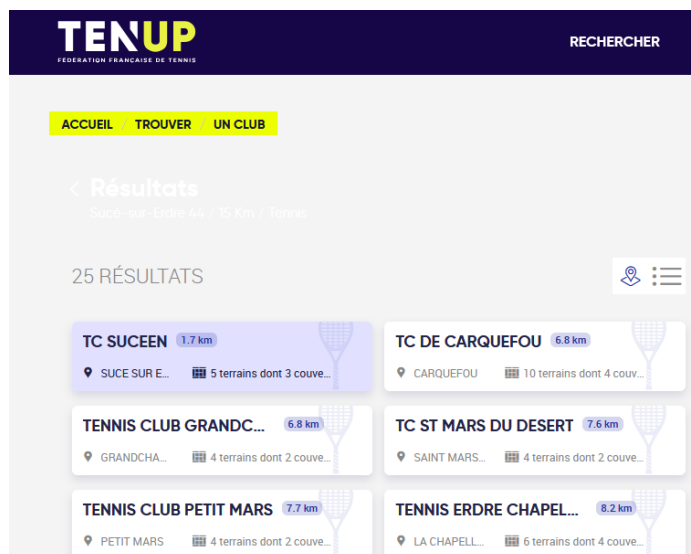 TENUP
FÉDÉRATION FRANÇAISE DE TENNIS
RECHERCHER
ACCUEIL / TROUVER / UN CLUB
< Résultats
Sucé-sur-Erdre 44 / 15 Km / Tennis
25 RÉSULTATS
TC SUCEEN 1.7 km
SUCE SUR E... 5 terrains dont 3 couve...
TC DE CARQUEFOU 6.8 km
CARQUEFOU 10 terrains dont 4 couv...
TENNIS CLUB GRANDC... 6.8 km
GRANDCHA... 4 terrains dont 2 couve...
TC ST MARS DU DESERT 7.6 km
SAINT MARS... 4 terrains dont 2 couve...
TENNIS CLUB PETIT MARS 7.7 km
PETIT MARS 4 terrains dont 2 couve...
TENNIS ERDRE CHAPEL... 8.2 km
LA CHAPELL... 6 terrains dont 4 couve...